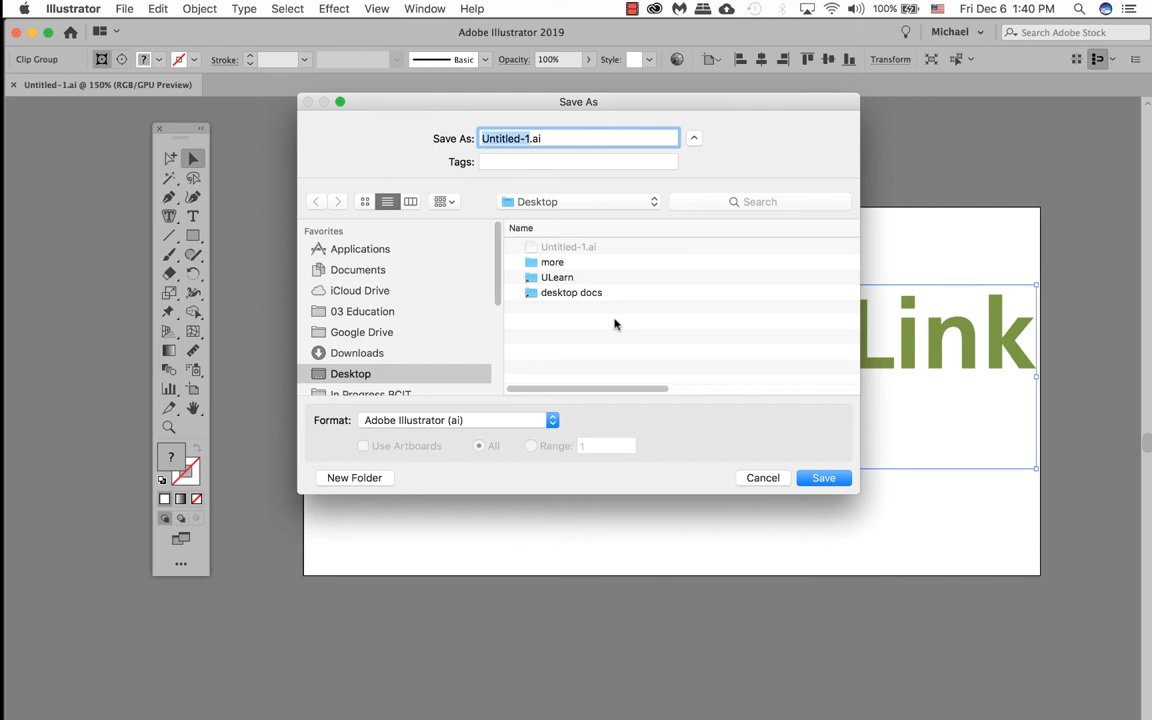 Illustrator File Edit Object Type Select Effect View Window Help 100% Fri Dec 6 1:40 PM
Adobe Illustrator 2019 Michael Search Adobe Stock
Clip Group ? Stroke: Basic Opacity: 100% Style: Transform
Untitled-1.ai @ 150% (RGB/GPU Preview)
Save As
Save As: Untitled-1.ai
Tags:
Desktop Search
Favorites
Name
Applications
Untitled-1.ai
Documents
more
ULearn
iCloud Drive
desktop docs
03 Education
Google Drive
Downloads
Desktop
In Progress BCIT
Link
Format: Adobe Illustrator (ai)
Use Artboards All Range: 1
?
New Folder Cancel Save